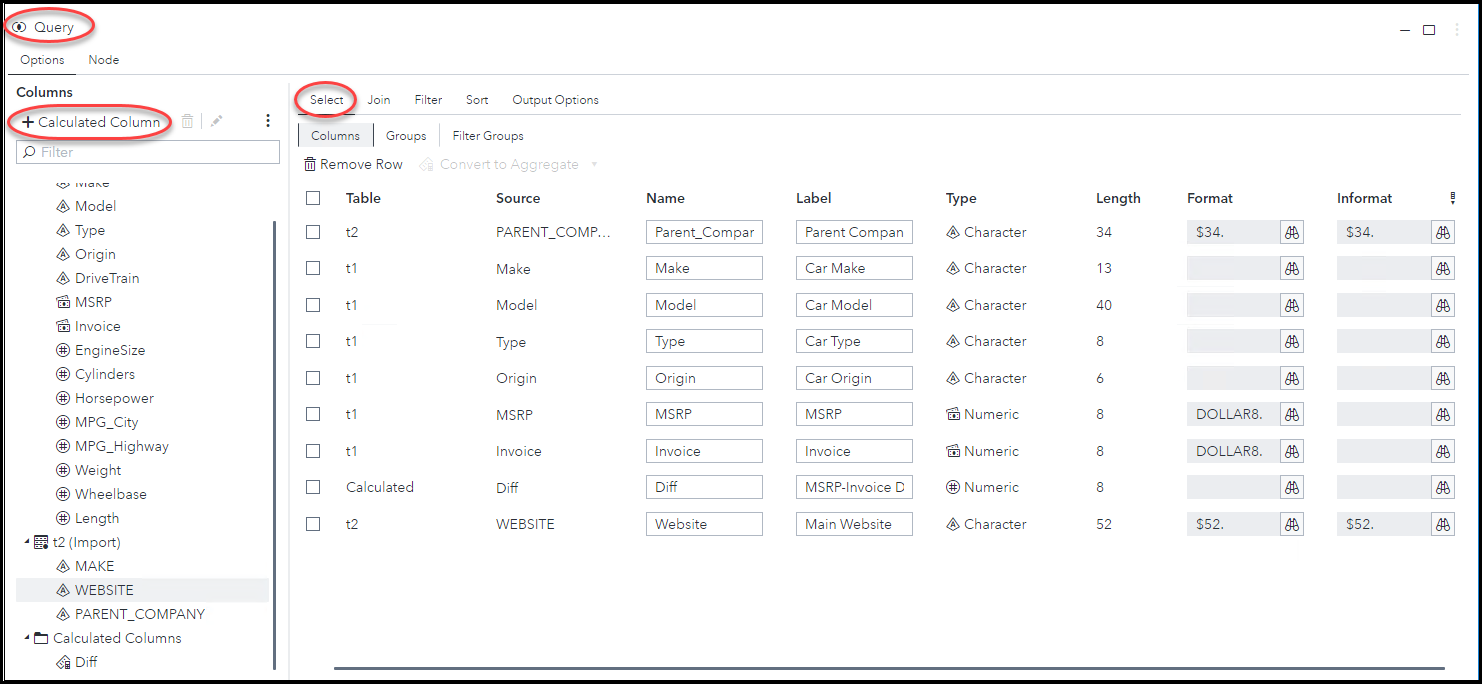 Query
Options Node
Columns
+ Calculated Column
Filter
Make
Model
Type
Origin
DriveTrain
MSRP
Invoice
EngineSize
Cylinders
Horsepower
MPG_City
MPG_Highway
Weight
Wheelbase
Length
t2 (Import)
MAKE
WEBSITE
PARENT_COMPANY
Calculated Columns
Diff
Select Join Filter Sort Output Options
Columns Groups Filter Groups
Remove Row Convert to Aggregate
Table Source Name Label Type Length Format Informat
t2 PARENT_COMP... Parent_Compar Parent Compan Character 34 $34. $34.
t1 Make Make Car Make Character 13
t1 Model Model Car Model Character 40
t1 Type Type Car Type Character 8
t1 Origin Origin Car Origin Character 6
t1 MSRP MSRP MSRP Numeric 8 DOLLAR8.
t1 Invoice Invoice Invoice Numeric 8 DOLLAR8.
Calculated Diff Diff MSRP-Invoice D Numeric 8
t2 WEBSITE Website Main Website Character 52 $52. $52.